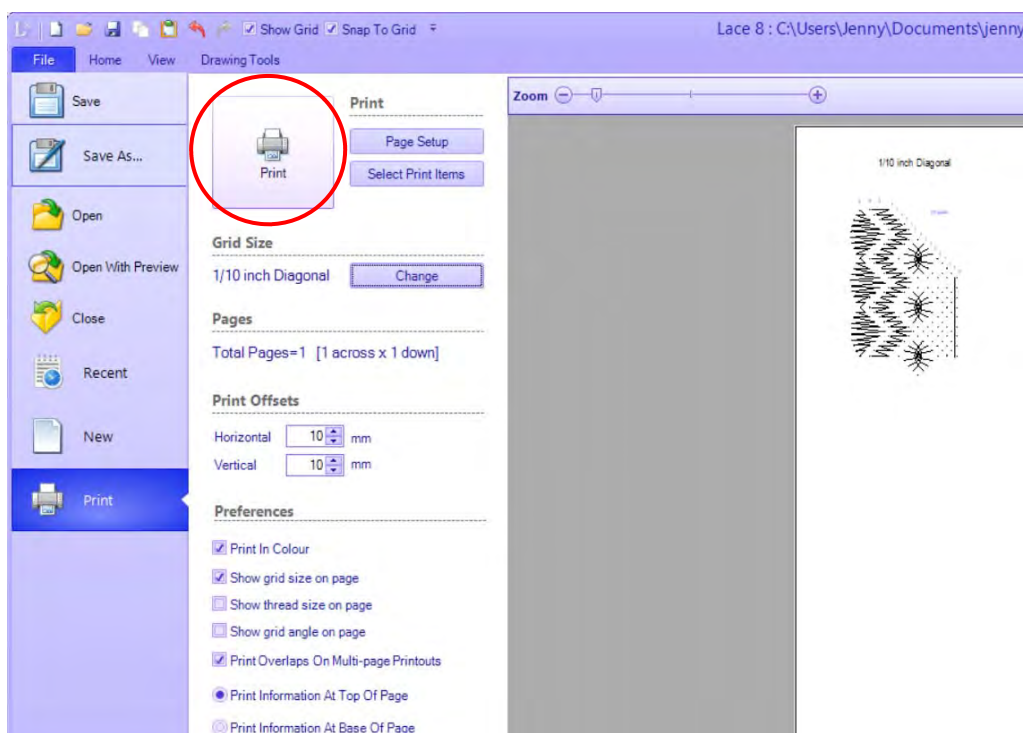 Show Grid Snap To Grid
Lace 8 : C:\Users\Jenny\Documents\jenny
File Home View Drawing Tools
Save
Save As...
Open
Open With Preview
Close
Recent
New
Print
Print
Print
Page Setup
Select Print Items
Grid Size
1/10 inch Diagonal Change
Pages
Total Pages=1 [1 across x 1 down]
Print Offsets
Horizontal 10 mm
Vertical 10 mm
Preferences
Print In Colour
Show grid size on page
Show thread size on page
Show grid angle on page
Print Overlaps On Multi-page Printouts
Print Information At Top Of Page
Print Information At Base Of Page
Zoom
1/10 inch Diagonal